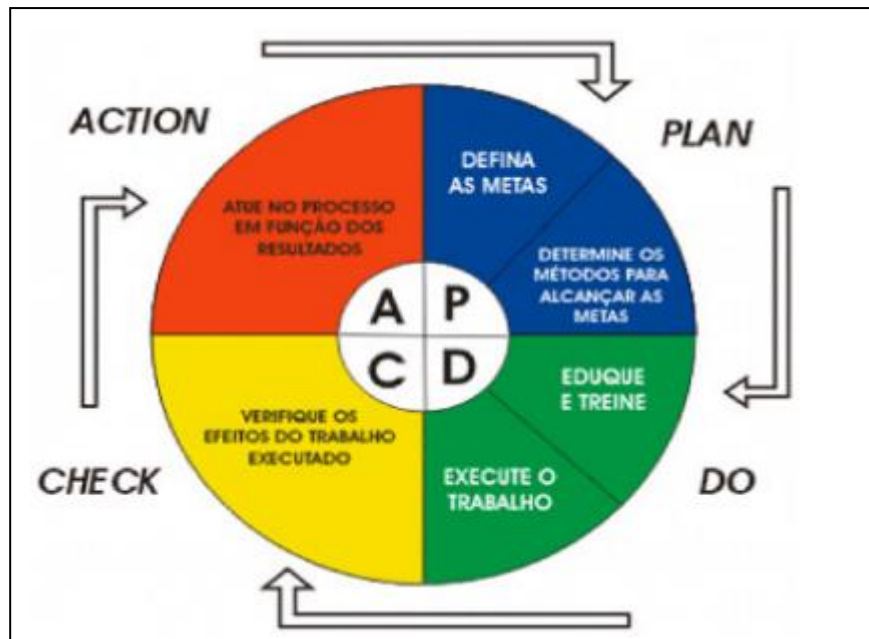 ACTION
PLAN
DEFINA
AS METAS
ATUE NO PROCESSO
EM FUNÇÃO DOS
RESULTADOS
DETERMINE OS
MÉTODOS PARA
ALCANÇAR AS
METAS
A P
C D
EDUQUE
E TREINE
VERIFIQUE OS
EFEITOS DO TRABALHO
EXECUTADO
EXECUTE O
TRABALHO
CHECK
DO